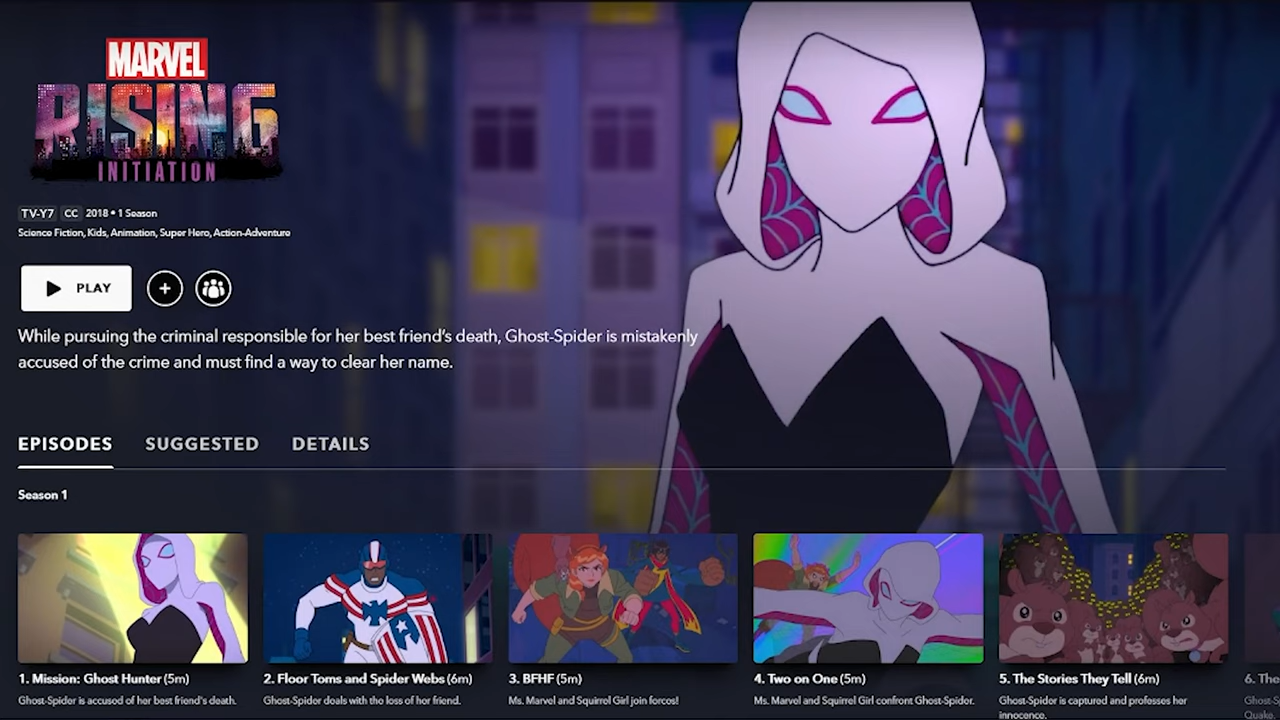 MARVEL
RISING
INITIATION
TV-Y7 CC 2018 • 1 Season
Science Fiction, Kids, Animation, Super Hero, Action-Adventure
PLAY
While pursuing the criminal responsible for her best friend's death, Ghost-Spider is mistakenly
accused of the crime and must find a way to clear her name.
EPISODES SUGGESTED DETAILS
Season 1
1. Mission: Ghost Hunter (5m)
Ghost-Spider is accused of her best friend's death.
2. Floor Toms and Spider Webs (6m)
Ghost-Spider deals with the loss of her friend.
3. BFHF (5m)
Ms. Marvel and Squirrel Girl join forces!
4. Two on One (5m)
Ms. Marvel and Squirrel Girl confront Ghost-Spider.
5. The Stories They Tell (6m)
Ghost-Spider is captured and professes her
innocence.
6. The
Ghost-S
Quake